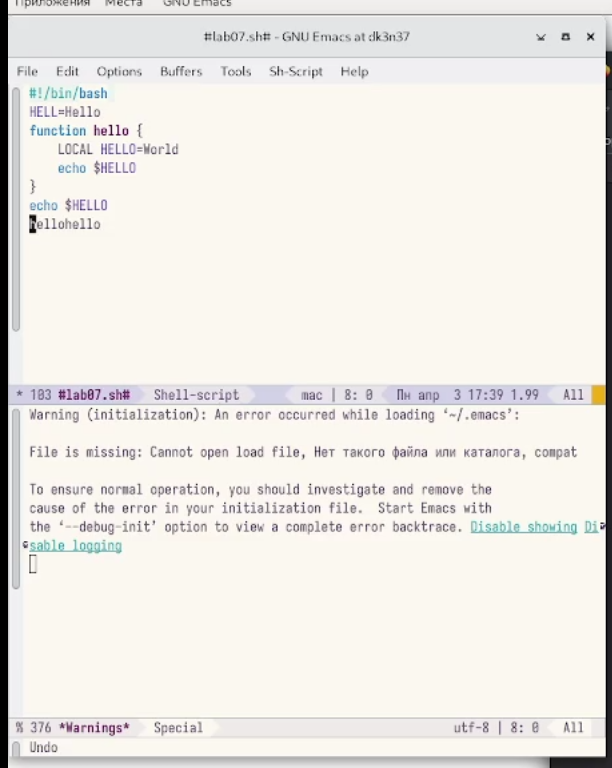 Приложения Места GNU Emacs
#lab07.sh# - GNU Emacs at dk3n37
File Edit Options Buffers Tools Sh-Script Help
#!/bin/bash
HELL=Hello
function hello {
    LOCAL HELLO=World
    echo $HELLO
}
echo $HELLO
hellohello
* 103 #lab07.sh# Shell-script mac | 8: 0 Пн апр 3 17:39 1.99 All
Warning (initialization): An error occurred while loading ‘~/.emacs’:
File is missing: Cannot open load file, Нет такого файла или каталога, compat
To ensure normal operation, you should investigate and remove the
cause of the error in your initialization file.  Start Emacs with
the ‘--debug-init’ option to view a complete error backtrace. Disable showing Di
sable logging
% 376 *Warnings* Special utf-8 | 8: 0 All
Undo